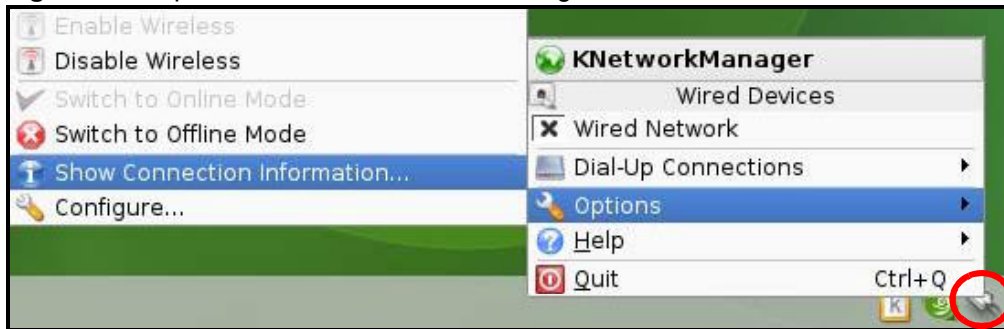 Enable Wireless
Disable Wireless
Switch to Online Mode
Switch to Offline Mode
Show Connection Information...
Configure...
KNetworkManager
Wired Devices
Wired Network
Dial-Up Connections
Options
Help
Quit Ctrl+Q
K